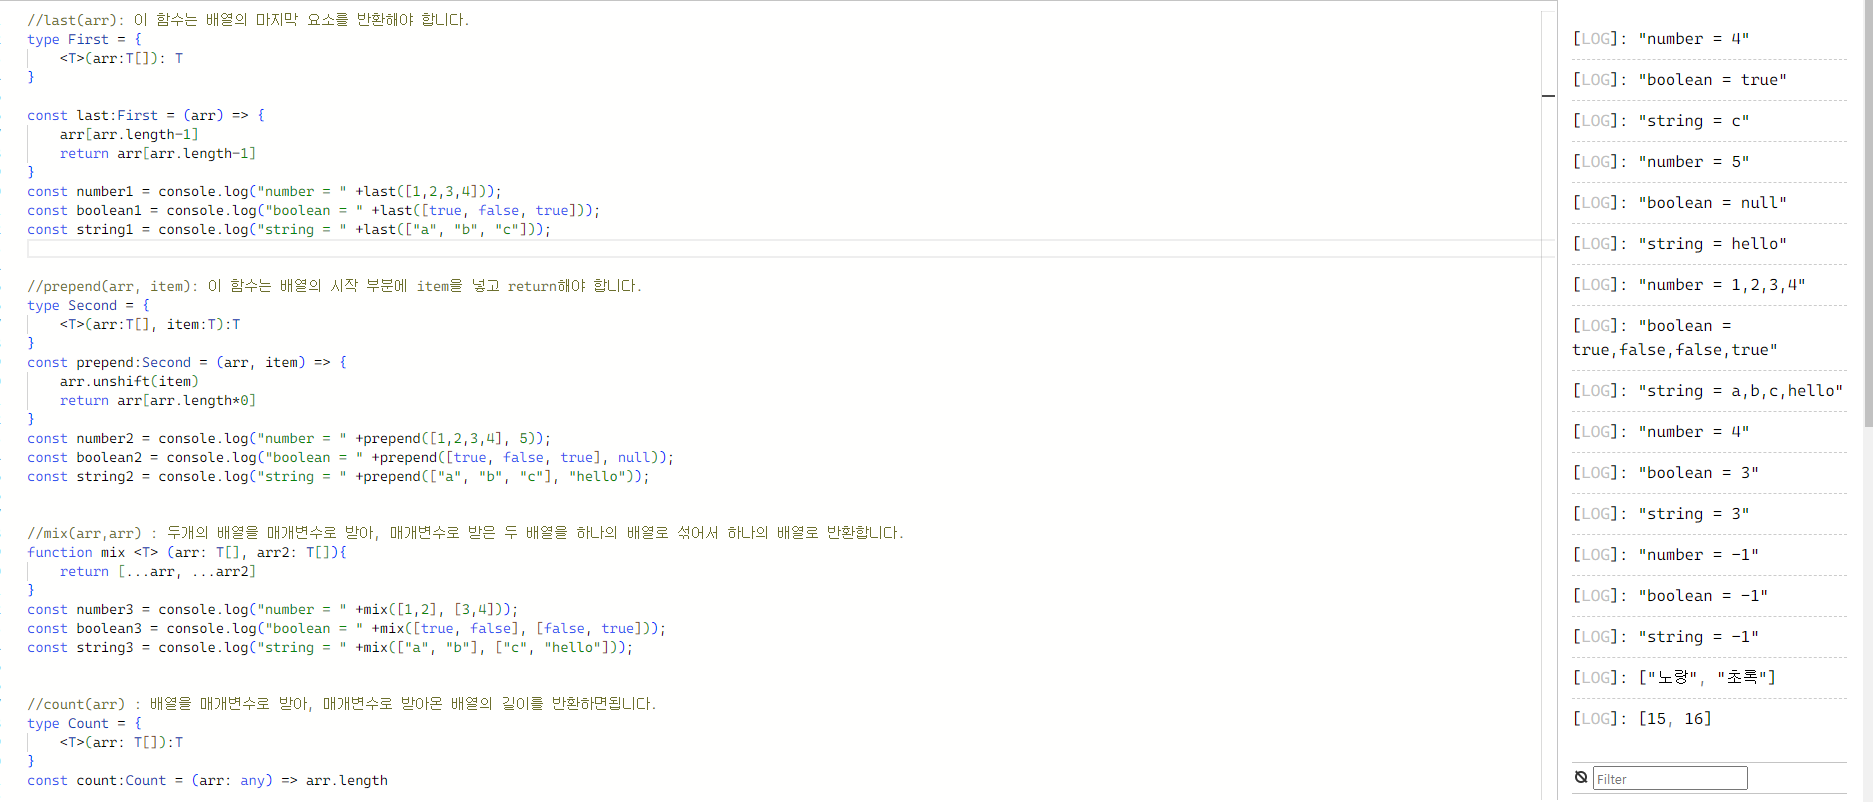 //last(arr): 이 함수는 배열의 마지막 요소를 반환해야 합니다.
type First = {
    <T>(arr:T[]): T
}
const last:First = (arr) => {
    arr[arr.length-1]
    return arr[arr.length-1]
}
const number1 = console.log("number = " +last([1,2,3,4]));
const boolean1 = console.log("boolean = " +last([true, false, true]));
const string1 = console.log("string = " +last(["a", "b", "c"]));
//prepend(arr, item): 이 함수는 배열의 시작 부분에 item을 넣고 return해야 합니다.
type Second = {
    <T>(arr:T[], item:T):T
}
const prepend:Second = (arr, item) => {
    arr.unshift(item)
    return arr[arr.length*0]
}
const number2 = console.log("number = " +prepend([1,2,3,4], 5));
const boolean2 = console.log("boolean = " +prepend([true, false, true], null));
const string2 = console.log("string = " +prepend(["a", "b", "c"], "hello"));
//mix(arr,arr) : 두개의 배열을 매개변수로 받아, 매개변수로 받은 두 배열을 하나의 배열로 섞어서 하나의 배열로 반환합니다.
function mix <T> (arr: T[], arr2: T[]){
    return [...arr, ...arr2]
}
const number3 = console.log("number = " +mix([1,2], [3,4]));
const boolean3 = console.log("boolean = " +mix([true, false], [false, true]));
const string3 = console.log("string = " +mix(["a", "b"], ["c", "hello"]));
//count(arr) : 배열을 매개변수로 받아, 매개변수로 받아온 배열의 길이를 반환하면됩니다.
type Count = {
    <T>(arr: T[]):T
}
const count:Count = (arr: any) => arr.length
[LOG]: "number = 4"
[LOG]: "boolean = true"
[LOG]: "string = c"
[LOG]: "number = 5"
[LOG]: "boolean = null"
[LOG]: "string = hello"
[LOG]: "number = 1,2,3,4"
[LOG]: "boolean =
true,false,false,true"
[LOG]: "string = a,b,c,hello"
[LOG]: "number = 4"
[LOG]: "boolean = 3"
[LOG]: "string = 3"
[LOG]: "number = -1"
[LOG]: "boolean = -1"
[LOG]: "string = -1"
[LOG]: ["노랑", "초록"]
[LOG]: [15, 16]
Filter